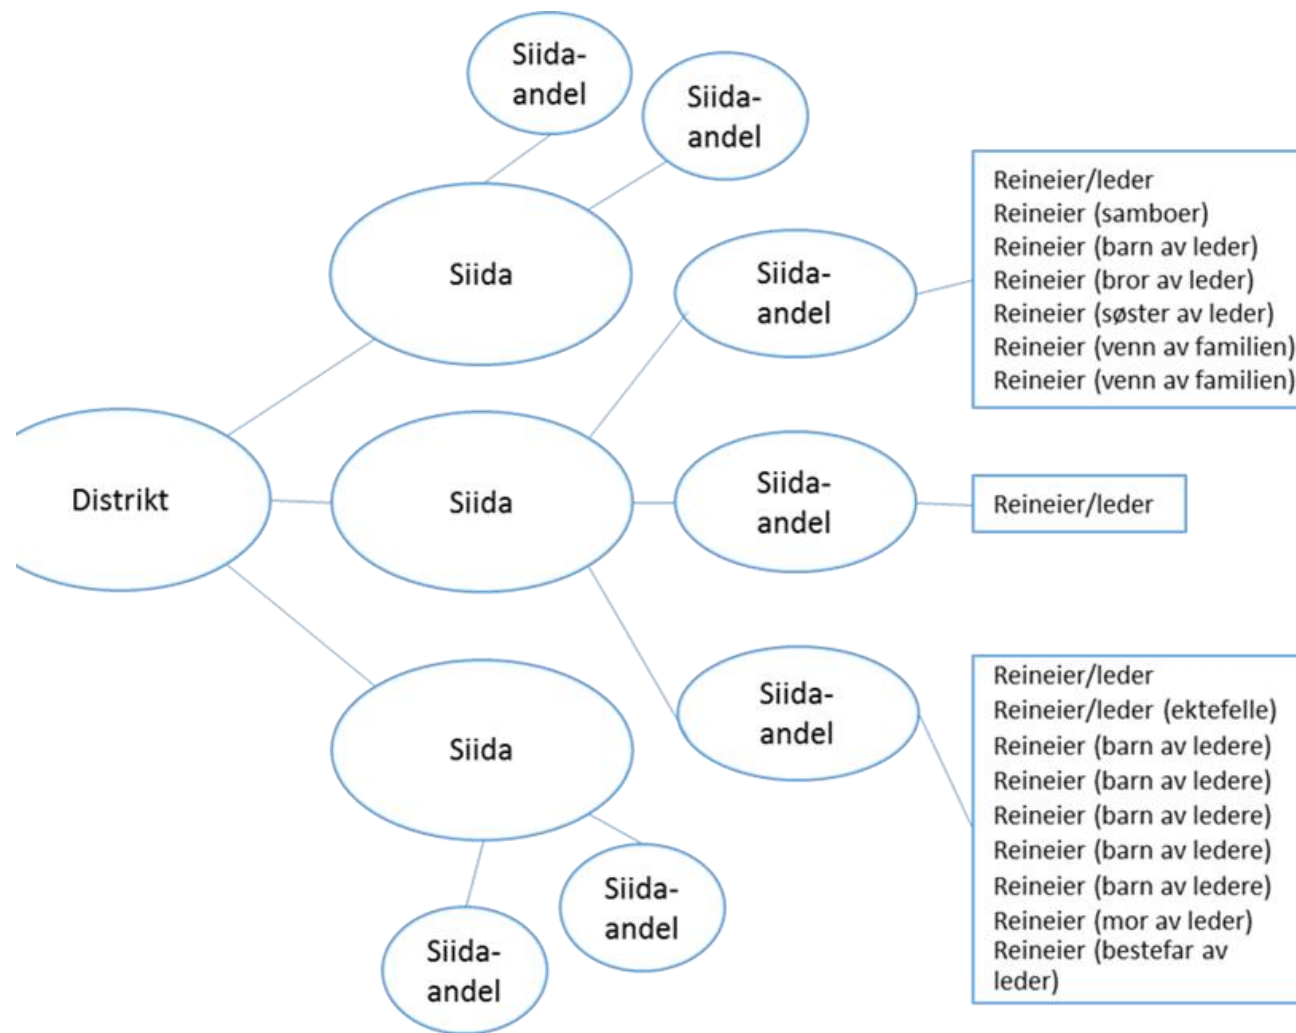 Siida-
andel
Siida-
andel
Siida
Siida-
andel
Reineier/leder
Reineier (samboer)
Reineier (barn av leder)
Reineier (bror av leder)
Reineier (søster av leder)
Reineier (venn av familien)
Reineier (venn av familien)
Distrikt
Siida
Siida-
andel
Reineier/leder
Siida
Siida-
andel
Reineier/leder
Reineier/leder (ektefelle)
Reineier (barn av ledere)
Reineier (barn av ledere)
Reineier (barn av ledere)
Reineier (barn av ledere)
Reineier (barn av ledere)
Reineier (mor av leder)
Reineier (bestefar av
leder)
Siida-
andel
Siida-
andel